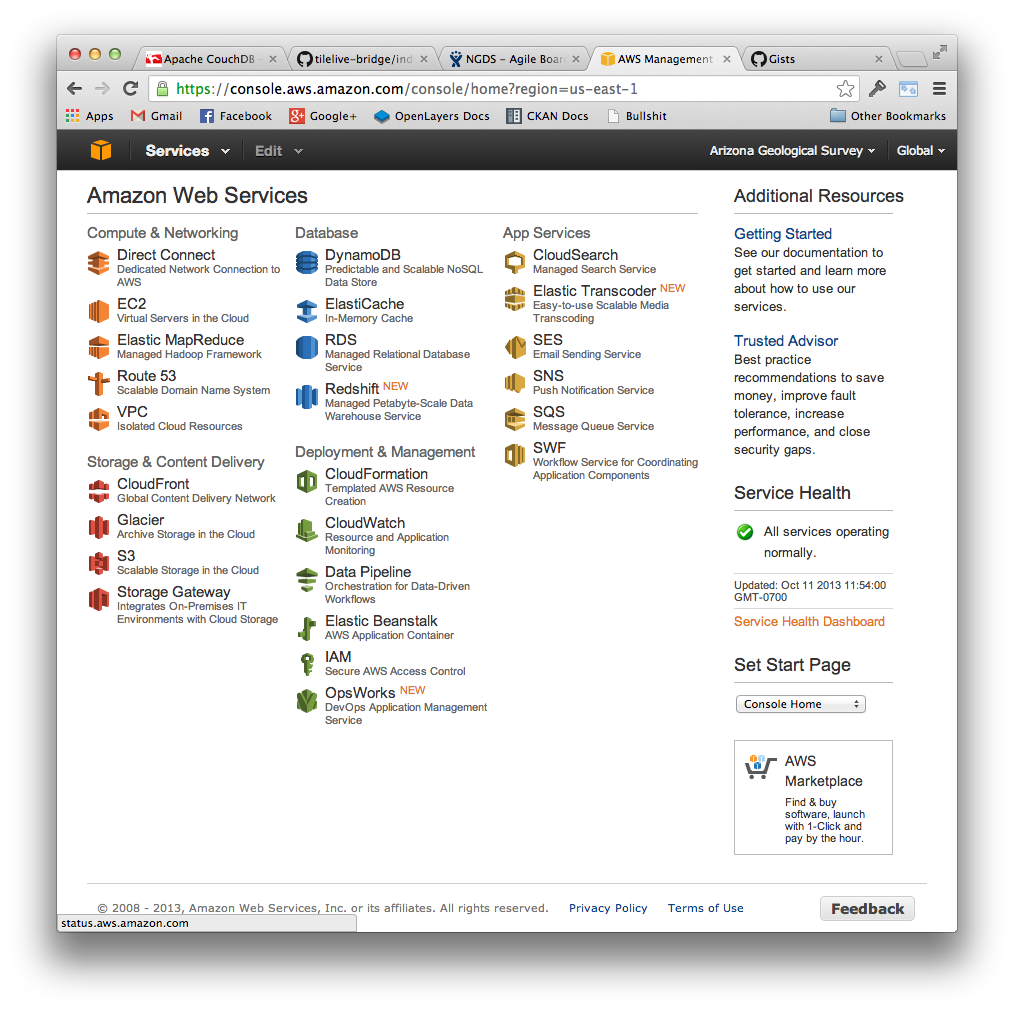 Apache CouchDB -
tilelive-bridge/ind
NGDS – Agile Boar
AWS Management
Gists
https://console.aws.amazon.com/console/home?region=us-east-1
Apps
Gmail
Facebook
Google+
OpenLayers Docs
CKAN Docs
Bullshit
Other Bookmarks
Services
Edit
Arizona Geological Survey
Global
Amazon Web Services
Compute & Networking
Direct Connect
Dedicated Network Connection to
AWS
EC2
Virtual Servers in the Cloud
Elastic MapReduce
Managed Hadoop Framework
Route 53
Scalable Domain Name System
VPC
Isolated Cloud Resources
Storage & Content Delivery
CloudFront
Global Content Delivery Network
Glacier
Archive Storage in the Cloud
S3
Scalable Storage in the Cloud
Storage Gateway
Integrates On-Premises IT
Environments with Cloud Storage
Database
DynamoDB
Predictable and Scalable NoSQL
Data Store
ElastiCache
In-Memory Cache
RDS
Managed Relational Database
Service
Redshift NEW
Managed Petabyte-Scale Data
Warehouse Service
Deployment & Management
CloudFormation
Templated AWS Resource
Creation
CloudWatch
Resource and Application
Monitoring
Data Pipeline
Orchestration for Data-Driven
Workflows
Elastic Beanstalk
AWS Application Container
IAM
Secure AWS Access Control
OpsWorks NEW
DevOps Application Management
Service
App Services
CloudSearch
Managed Search Service
Elastic Transcoder NEW
Easy-to-use Scalable Media
Transcoding
SES
Email Sending Service
SNS
Push Notification Service
SQS
Message Queue Service
SWF
Workflow Service for Coordinating
Application Components
Additional Resources
Getting Started
See our documentation to
get started and learn more
about how to use our
services.
Trusted Advisor
Best practice
recommendations to save
money, improve fault
tolerance, increase
performance, and close
security gaps.
Service Health
All services operating
normally.
Updated: Oct 11 2013 11:54:00
GMT-0700
Service Health Dashboard
Set Start Page
Console Home
AWS
Marketplace
Find & buy
software, launch
with 1-Click and
pay by the hour.
© 2008 - 2013, Amazon Web Services, Inc. or its affiliates. All rights reserved.
Privacy Policy
Terms of Use
Feedback
status.aws.amazon.com